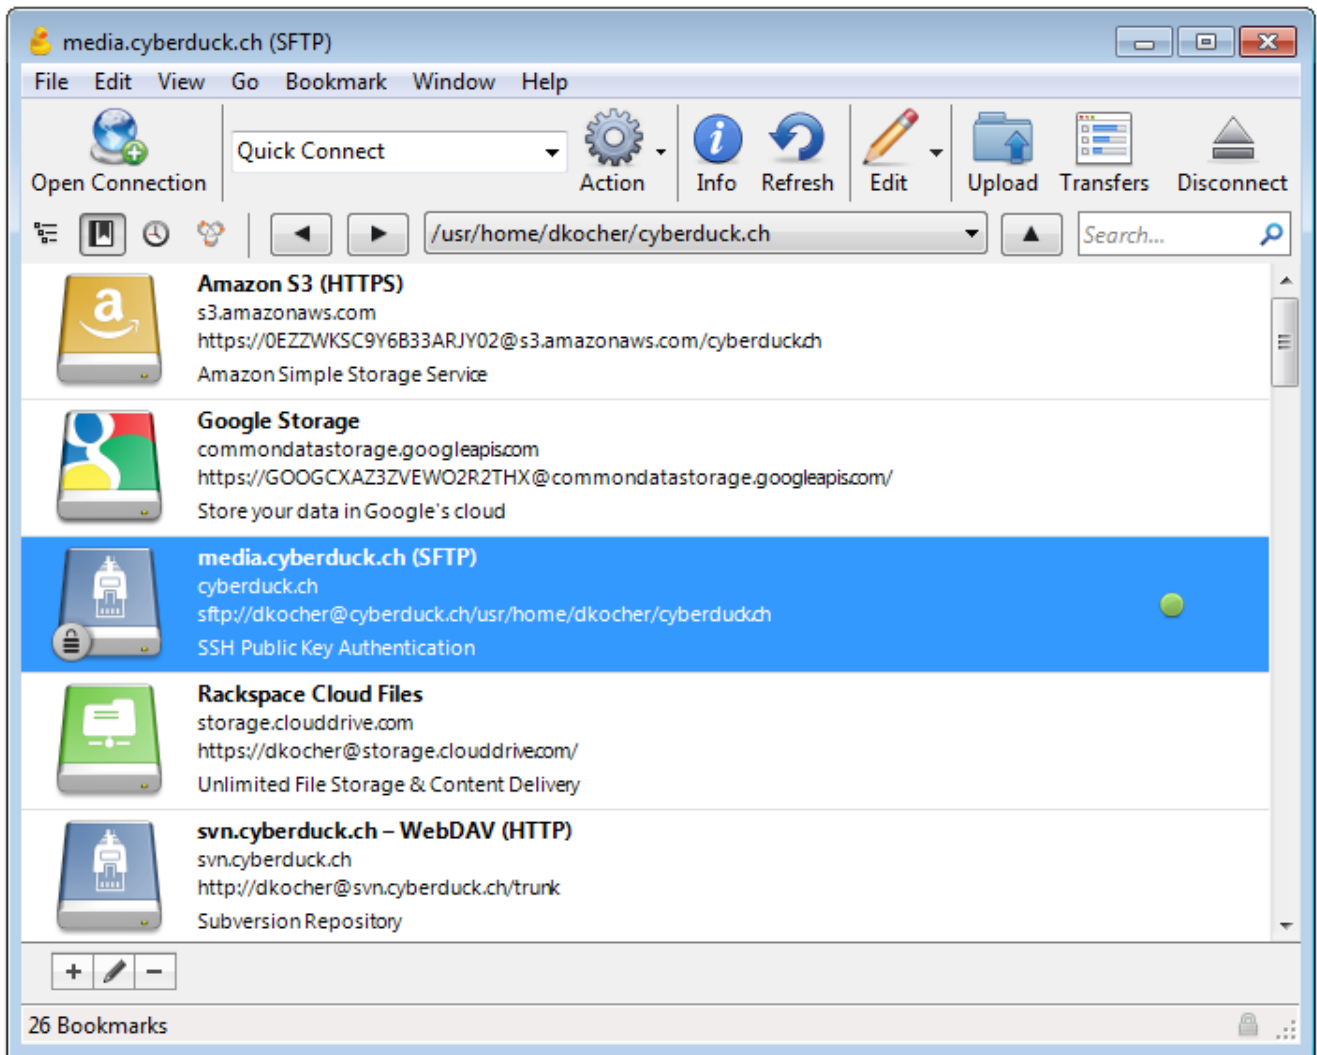 media.cyberduck.ch (SFTP)
File Edit View Go Bookmark Window Help
Open Connection
Quick Connect
Action
Info
Refresh
Edit
Upload
Transfers
Disconnect
/usr/home/dkocher/cyberduck.ch
Search...
Amazon S3 (HTTPS)
s3.amazonaws.com
https://0EZZWKSC9Y6B33ARJY02@s3.amazonaws.com/cyberduck.ch
Amazon Simple Storage Service
Google Storage
commondatastorage.googleapis.com
https://GOOGCXAZ3ZVEWO2R2THX@commondatastorage.googleapis.com/
Store your data in Google's cloud
media.cyberduck.ch (SFTP)
cyberduck.ch
sftp://dkocher@cyberduck.ch/usr/home/dkocher/cyberduck.ch
SSH Public Key Authentication
Rackspace Cloud Files
storage.clouddrive.com
https://dkocher@storage.clouddrive.com/
Unlimited File Storage & Content Delivery
svn.cyberduck.ch – WebDAV (HTTP)
svn.cyberduck.ch
http://dkocher@svn.cyberduck.ch/trunk
Subversion Repository
26 Bookmarks